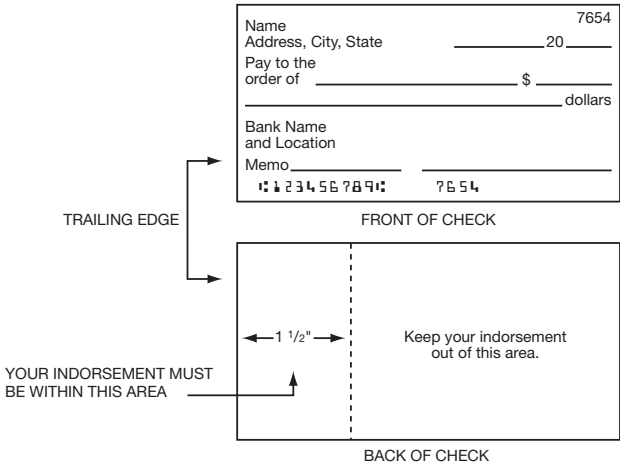 7654
Name
Address, City, State 20
Pay to the
order of $
dollars
Bank Name
and Location
Memo
⑆123456789⑆ 7654
TRAILING EDGE
FRONT OF CHECK
1 1/2"
Keep your indorsement
out of this area.
YOUR INDORSEMENT MUST
BE WITHIN THIS AREA
BACK OF CHECK